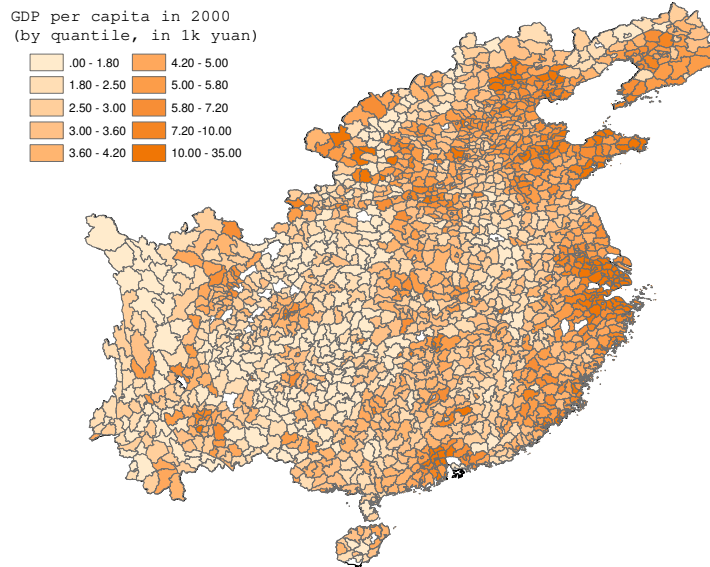 GDP per capita in 2000
(by quantile, in 1k yuan)
.00 - 1.80
1.80 - 2.50
2.50 - 3.00
3.00 - 3.60
3.60 - 4.20
4.20 - 5.00
5.00 - 5.80
5.80 - 7.20
7.20 -10.00
10.00 - 35.00